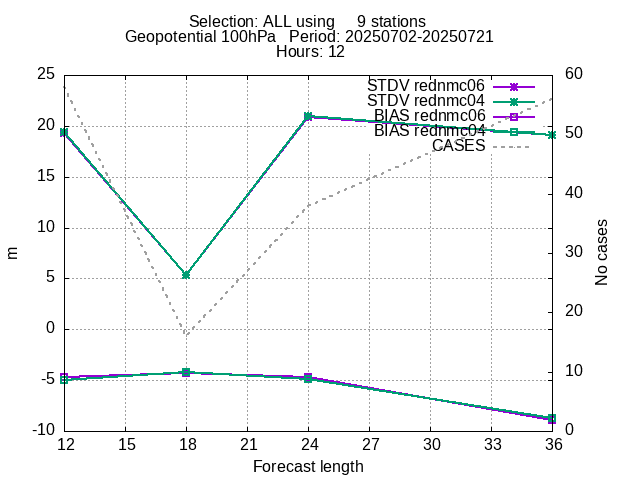 Selection: ALL using 9 stations
Geopotential 100hPa Period: 20250702-20250721
Hours: 12
25 60
STDV rednmc06
STDV rednmc04
BIAS rednmc06
BIAS rednmc04
CASES
20 50
15 40
10 30
5 20
0 10
-5 0
-10
m
No cases
12 15 18 21 24 27 30 33 36
Forecast length